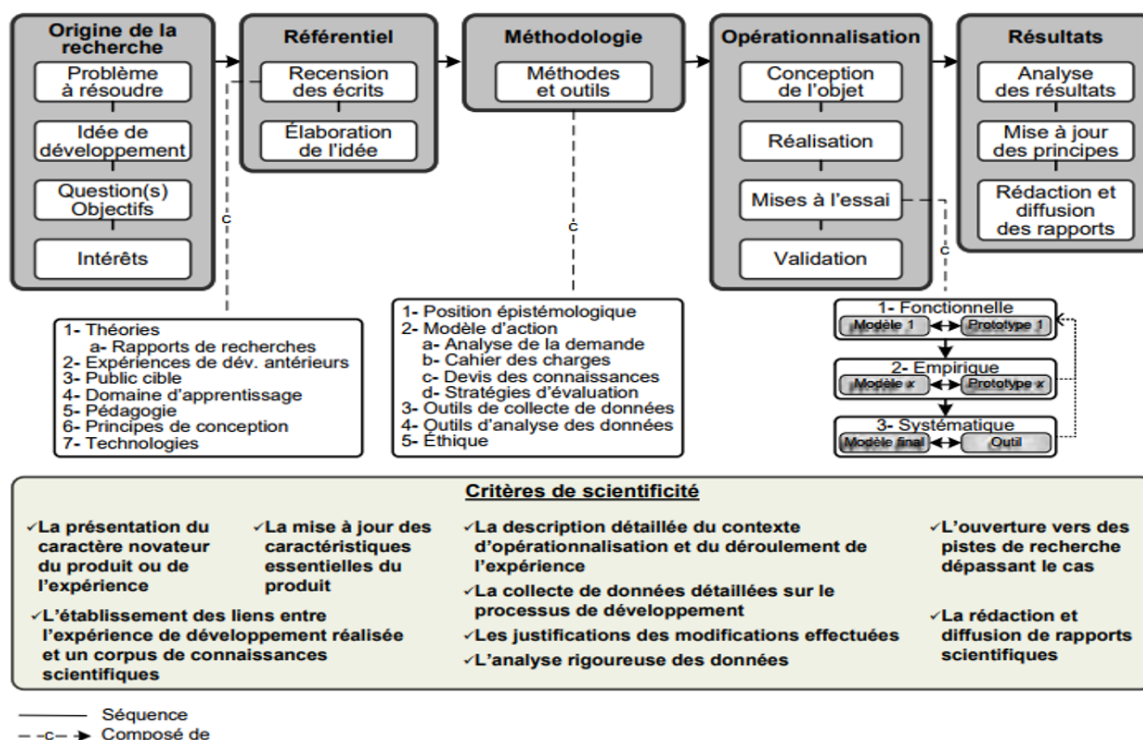 Origine de la
recherche
Problème
à résoudre
Idée de
développement
Question(s)
Objectifs
Intérêts
Référentiel
Recension
des écrits
Élaboration
de l'idée
Méthodologie
Méthodes
et outils
Opérationnalisation
Conception
de l'objet
Réalisation
Mises à l'essai
Validation
Résultats
Analyse
des résultats
Mise à jour
des principes
Rédaction et
diffusion
des rapports
c
c
c
1- Théories
a- Rapports de recherches
2- Expériences de dév. antérieurs
3- Public cible
4- Domaine d'apprentissage
5- Pédagogie
6- Principes de conception
7- Technologies
1- Position épistémologique
2- Modèle d'action
a- Analyse de la demande
b- Cahier des charges
c- Devis des connaissances
d- Stratégies d'évaluation
3- Outils de collecte de données
4- Outils d'analyse des données
5- Éthique
1- Fonctionnelle
Modèle 1
Prototype 1
2- Empirique
Modèle x
Prototype x
3- Systématique
Modèle final
Outil
Critères de scientificité
✓La présentation du
caractère novateur
du produit ou de
l'expérience
✓La mise à jour des
caractéristiques
essentielles du
produit
✓L'établissement des liens entre
l'expérience de développement réalisée
et un corpus de connaissances
scientifiques
✓La description détaillée du contexte
d'opérationnalisation et du déroulement de
l'expérience
✓La collecte de données détaillées sur le
processus de développement
✓Les justifications des modifications effectuées
✓L'analyse rigoureuse des données
✓L'ouverture vers des
pistes de recherche
dépassant le cas
✓La rédaction et
diffusion de rapports
scientifiques
Séquence
c Composé de